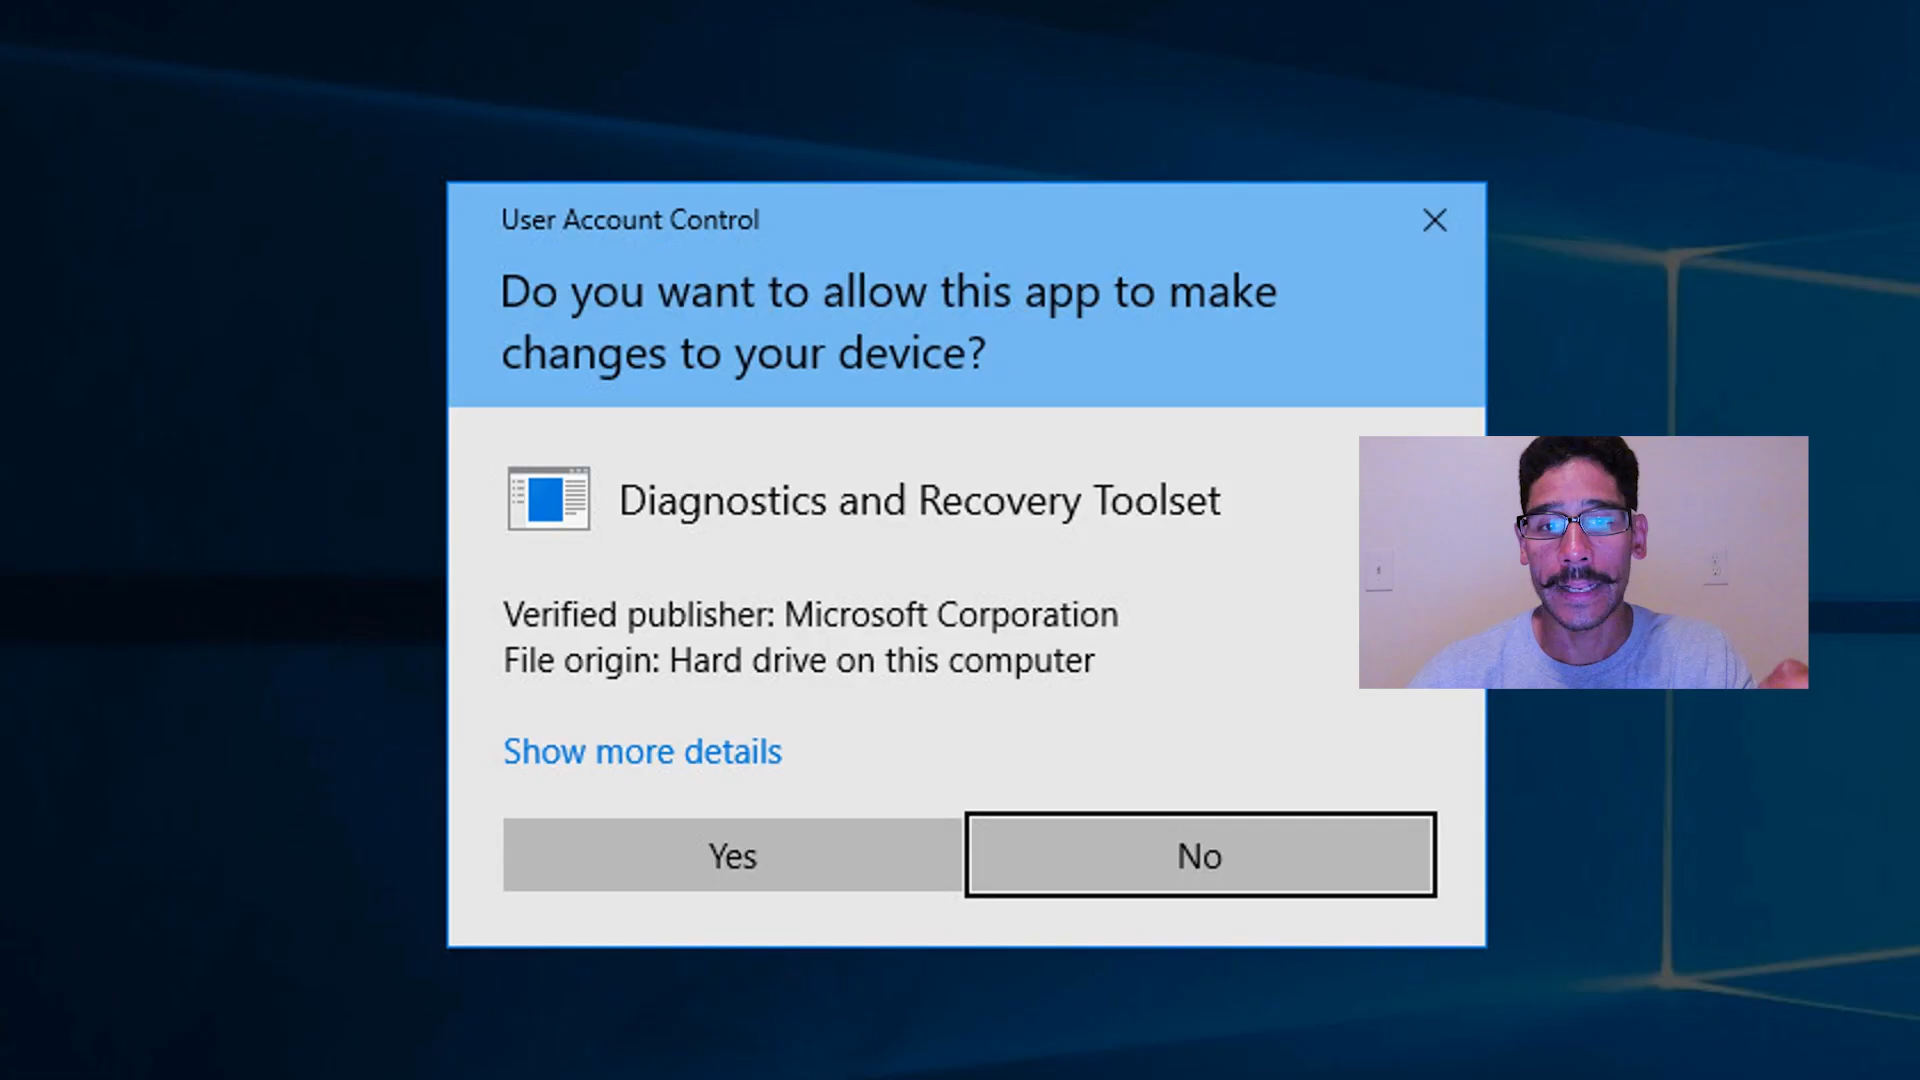 User Account Control
Do you want to allow this app to make
changes to your device?
Diagnostics and Recovery Toolset
Verified publisher: Microsoft Corporation
File origin: Hard drive on this computer
Show more details
Yes
No